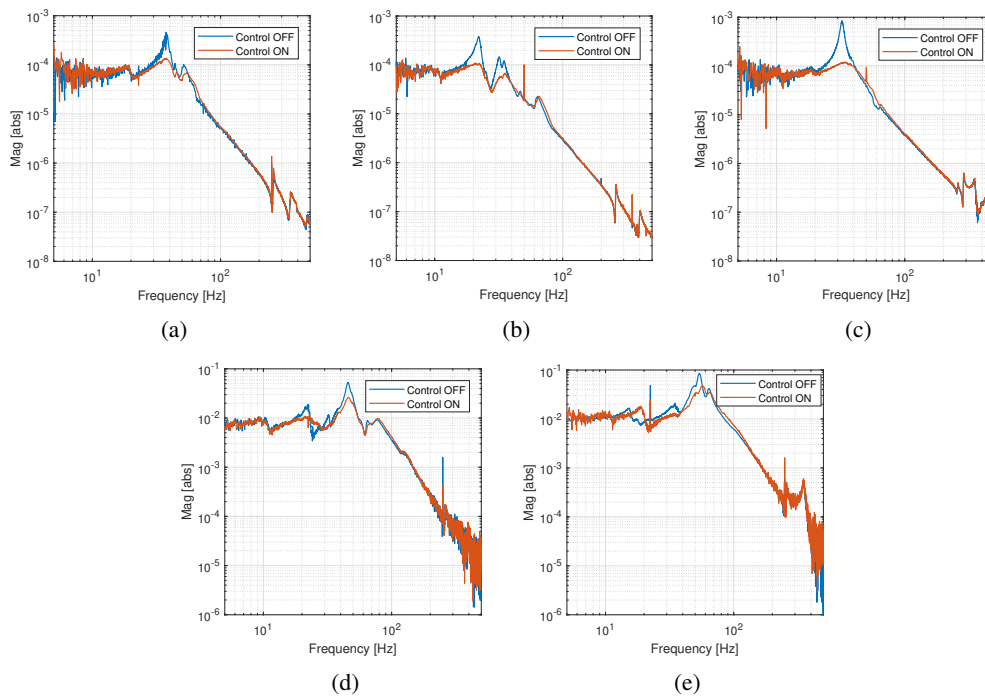 10^-3
10^-4
10^-5
10^-6
10^-7
10^-8
Mag [abs]
10^1
10^2
Frequency [Hz]
Control OFF
Control ON
(a)
10^-3
10^-4
10^-5
10^-6
10^-7
10^-8
Mag [abs]
10^1
10^2
Frequency [Hz]
Control OFF
Control ON
(b)
10^-3
10^-4
10^-5
10^-6
10^-7
10^-8
Mag [abs]
10^1
10^2
Frequency [Hz]
Control OFF
Control ON
(c)
10^-1
10^-2
10^-3
10^-4
10^-5
10^-6
Mag [abs]
10^1
10^2
Frequency [Hz]
Control OFF
Control ON
(d)
10^-1
10^-2
10^-3
10^-4
10^-5
10^-6
Mag [abs]
10^1
10^2
Frequency [Hz]
Control OFF
Control ON
(e)